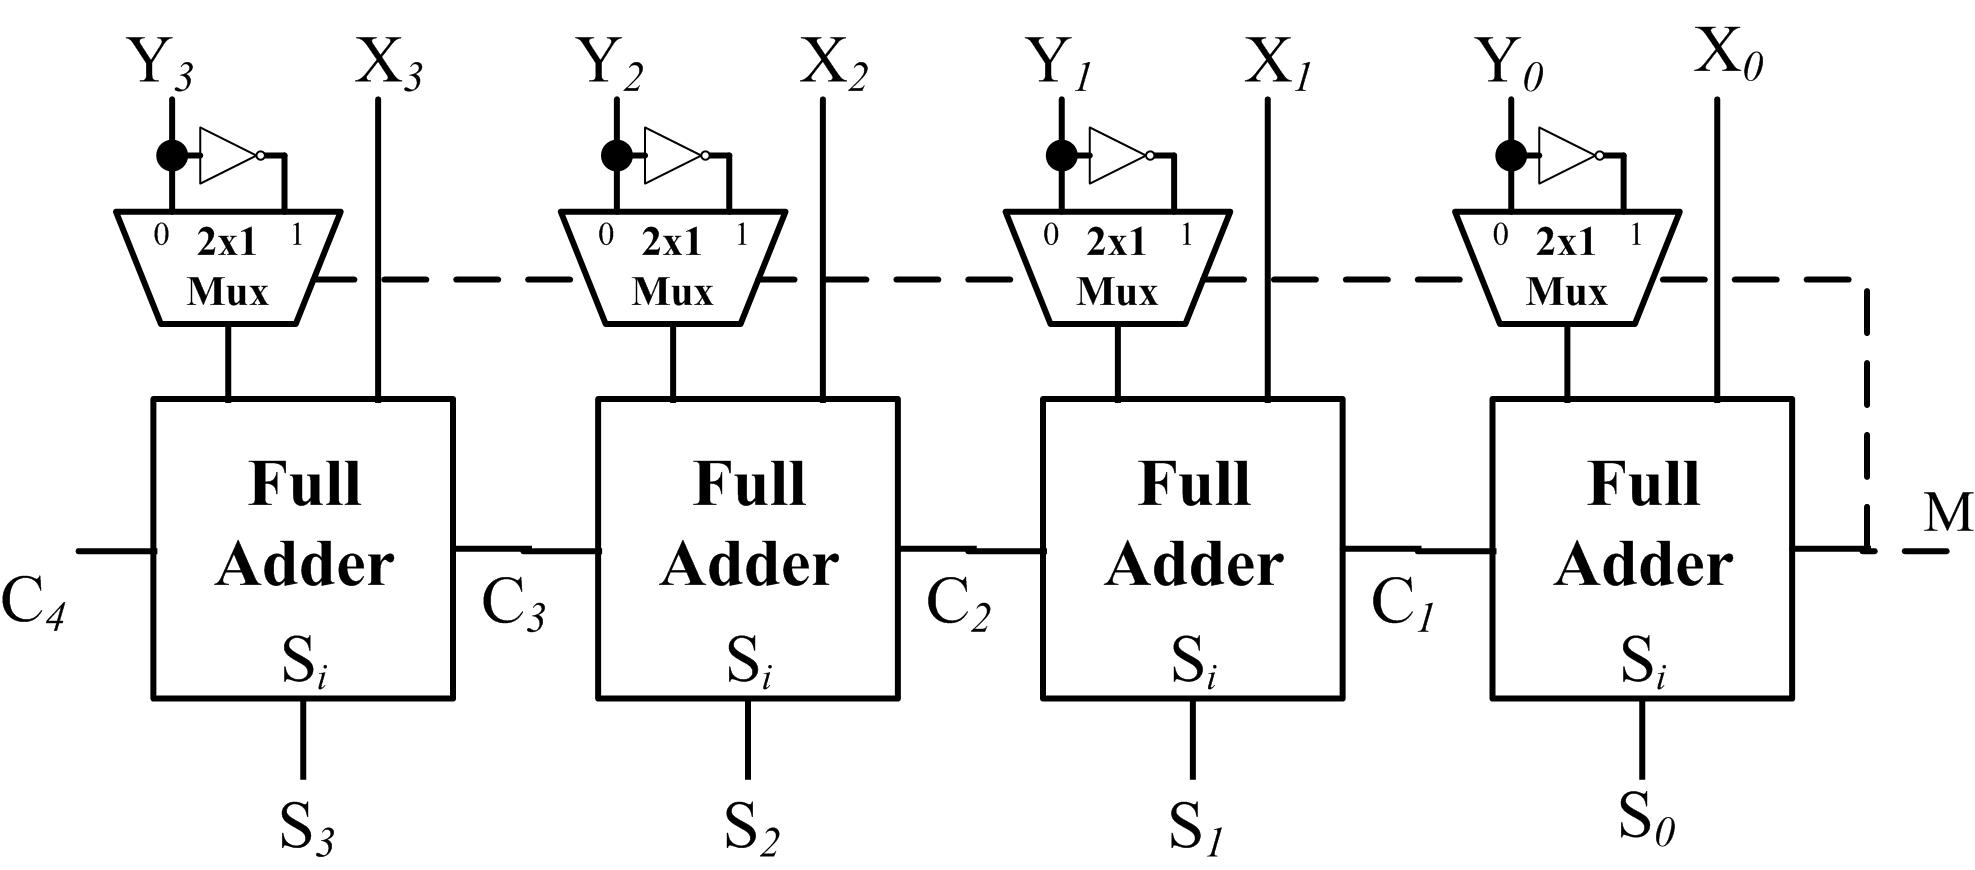 Y3 X3 Y2 X2 Y1 X1 Y0 X0
0 2x1 1 0 2x1 1 0 2x1 1 0 2x1 1
Mux Mux Mux Mux
Full Full Full Full M
Adder Adder Adder Adder
C4 C3 C2 C1
Si Si Si Si
S3 S2 S1 S0